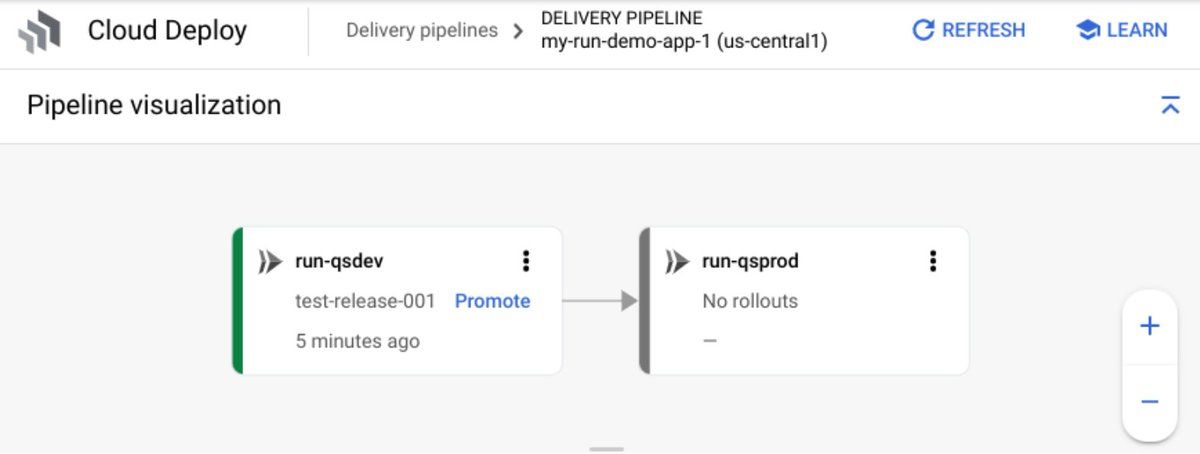 Cloud Deploy
Delivery pipelines
DELIVERY PIPELINE
my-run-demo-app-1 (us-central1)
REFRESH
LEARN
Pipeline visualization
run-qsdev
test-release-001 Promote
5 minutes ago
run-qsprod
No rollouts
–